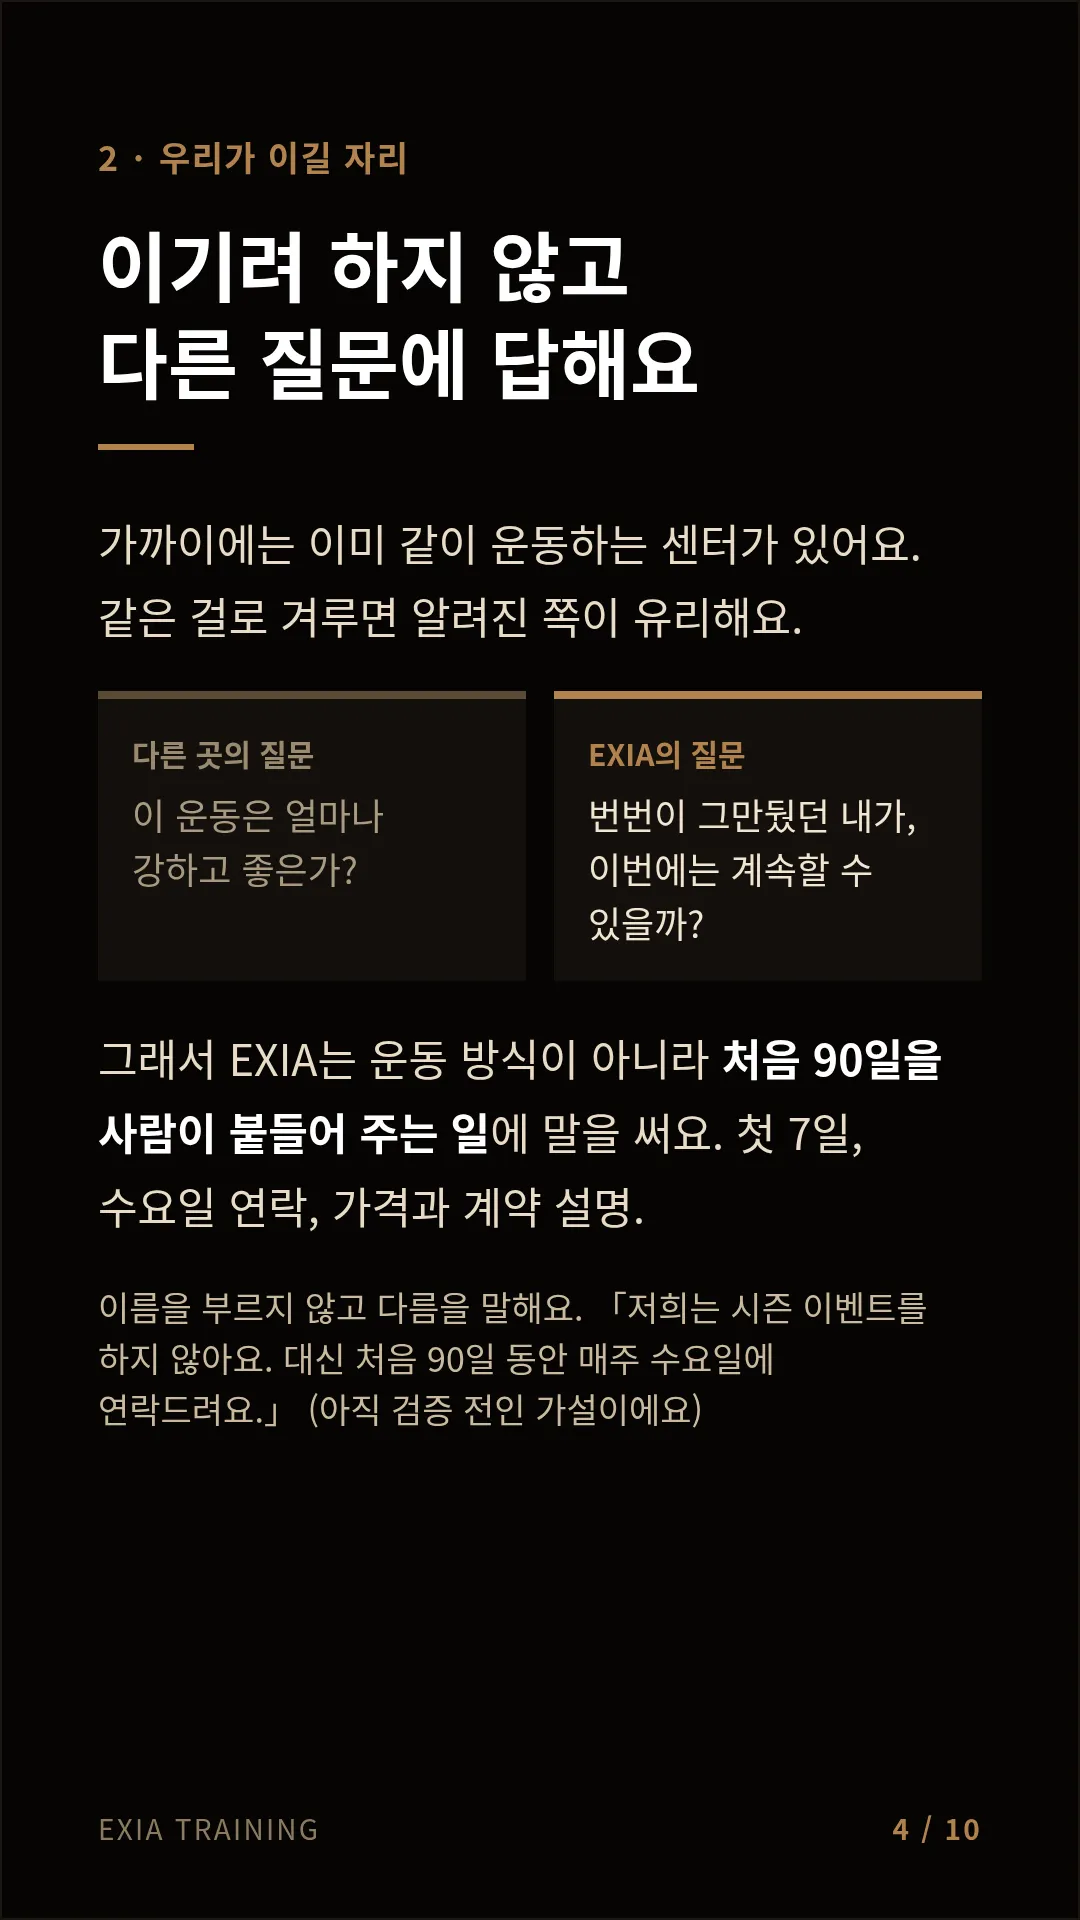 2 · 우리가 이길 자리
이기려 하지 않고
다른 질문에 답해요
가까이에는 이미 같이 운동하는 센터가 있어요.
같은 걸로 겨루면 알려진 쪽이 유리해요.
다른 곳의 질문
이 운동은 얼마나
강하고 좋은가?
EXIA의 질문
번번이 그만뒀던 내가,
이번에는 계속할 수
있을까?
그래서 EXIA는 운동 방식이 아니라 처음 90일을
사람이 붙들어 주는 일에 말을 써요. 첫 7일,
수요일 연락, 가격과 계약 설명.
이름을 부르지 않고 다름을 말해요. 「저희는 시즌 이벤트를
하지 않아요. 대신 처음 90일 동안 매주 수요일에
연락드려요.」 (아직 검증 전인 가설이에요)
EXIA TRAINING
4 / 10